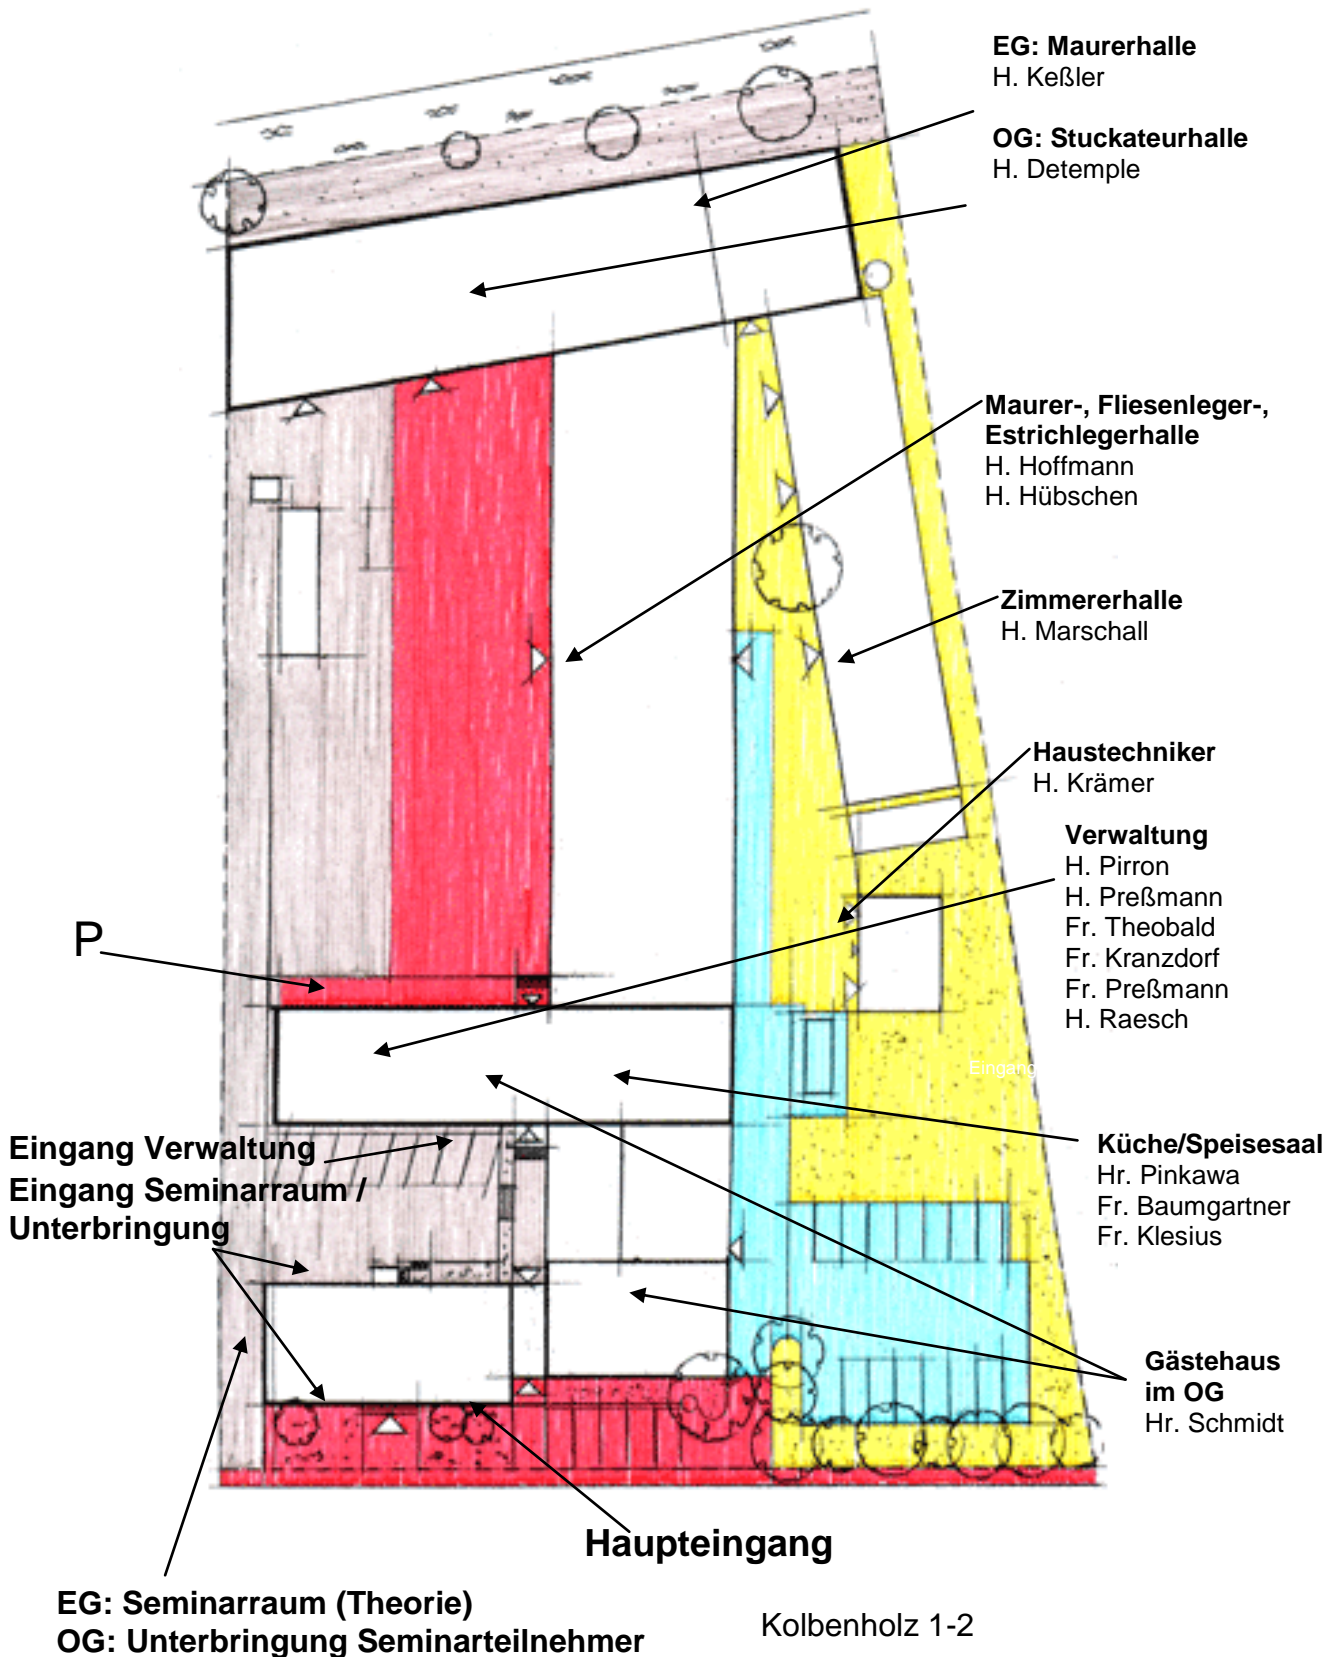 EG: Maurerhalle
H. Keßler
OG: Stuckateurhalle
H. Detemple
Maurer-, Fliesenleger-,
Estrichlegerhalle
H. Hoffmann
H. Hübschen
Zimmererhalle
H. Marschall
Haustechniker
H. Krämer
Verwaltung
H. Pirron
H. Preßmann
Fr. Theobald
Fr. Kranzdorf
Fr. Preßmann
H. Raesch
P
Eingang
Eingang Verwaltung
Eingang Seminarraum /
Unterbringung
Küche/Speisesaal
Hr. Pinkawa
Fr. Baumgartner
Fr. Klesius
Gästehaus
im OG
Hr. Schmidt
Haupteingang
EG: Seminarraum (Theorie)
OG: Unterbringung Seminarteilnehmer
Kolbenholz 1-2